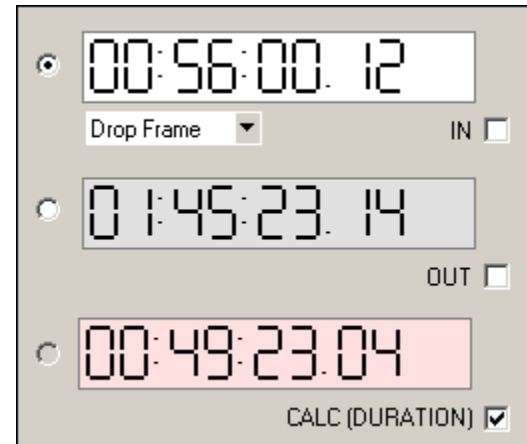 00:56:00. 12
Drop Frame
IN
01:45:23. 14
OUT
00:49:23.04
CALC (DURATION)